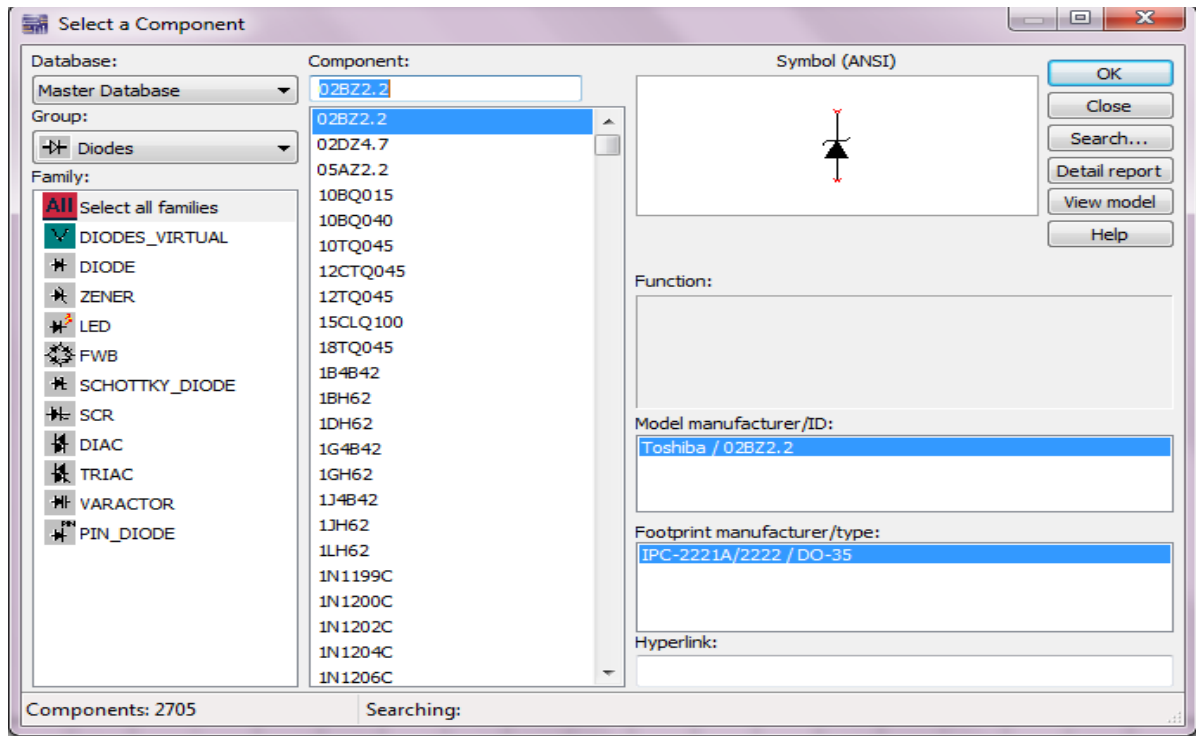 Select a Component
Database:
Master Database
Group:
Diodes
Family:
All Select all families
DIODES_VIRTUAL
DIODE
ZENER
LED
FWB
SCHOTTKY_DIODE
SCR
DIAC
TRIAC
VARACTOR
PIN PIN_DIODE
Component:
02BZ2.2
02BZ2.2
02DZ4.7
05AZ2.2
10BQ015
10BQ040
10TQ045
12CTQ045
12TQ045
15CLQ100
18TQ045
1B4B42
1BH62
1DH62
1G4B42
1GH62
1J4B42
1JH62
1LH62
1N1199C
1N1200C
1N1202C
1N1204C
1N1206C
Symbol (ANSI)
Function:
Model manufacturer/ID:
Toshiba / 02BZ2.2
Footprint manufacturer/type:
IPC-2221A/2222 / DO-35
Hyperlink:
OK
Close
Search...
Detail report
View model
Help
Components: 2705
Searching: